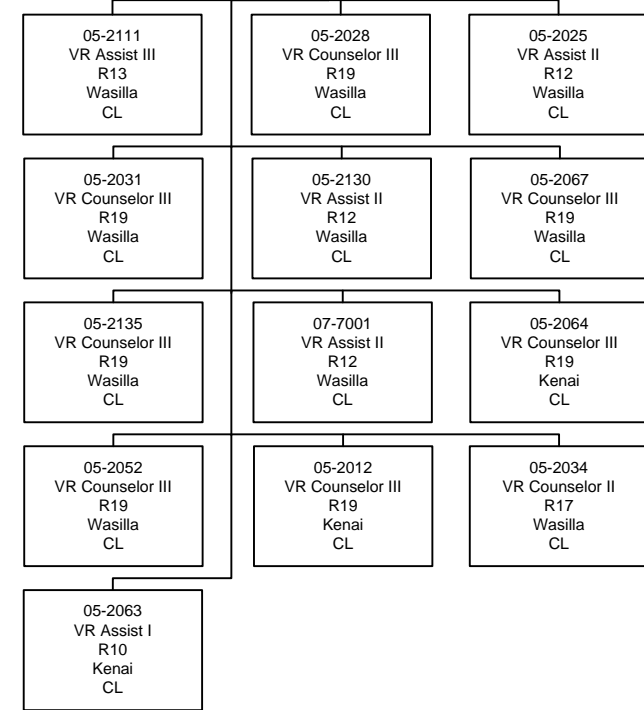 05-2111
VR Assist III
R13
Wasilla
CL
05-2028
VR Counselor III
R19
Wasilla
CL
05-2025
VR Assist II
R12
Wasilla
CL
05-2031
VR Counselor III
R19
Wasilla
CL
05-2130
VR Assist II
R12
Wasilla
CL
05-2067
VR Counselor III
R19
Wasilla
CL
05-2135
VR Counselor III
R19
Wasilla
CL
07-7001
VR Assist II
R12
Wasilla
CL
05-2064
VR Counselor III
R19
Kenai
CL
05-2052
VR Counselor III
R19
Wasilla
CL
05-2012
VR Counselor III
R19
Kenai
CL
05-2034
VR Counselor II
R17
Wasilla
CL
05-2063
VR Assist I
R10
Kenai
CL